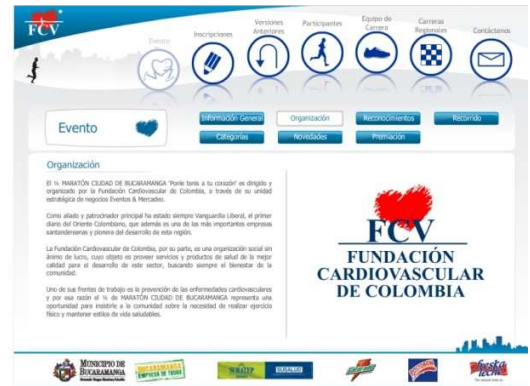 FCV
Evento
Inscripciones
Versiones
Anteriores
Participantes
Equipo de
Carrera
Carreras
Regionales
Contáctenos
Evento
Información General
Organización
Reconocimientos
Recorrido
Categorías
Novedades
Premiación
Organización
El ½ MARATÓN CIUDAD DE BUCARAMANGA 'Ponle tenis a tu corazón' es dirigido y
organizado por la Fundación Cardiovascular de Colombia, a través de su unidad
estratégica de negocios Eventos & Mercadeo.
Como aliado y patrocinador principal ha estado siempre Vanguardia Liberal, el primer
diario del Oriente Colombiano, que además es una de las más importantes empresas
santandereanas y pionera del desarrollo de esta región.
La Fundación Cardiovascular de Colombia, por su parte, es una organización social sin
ánimo de lucro, cuyo objeto es proveer servicios y productos de salud de la mejor
calidad para el desarrollo de este sector, buscando siempre el bienestar de la
comunidad.
Uno de sus frentes de trabajo es la prevención de las enfermedades cardiovasculares
y por esa razón el ½ de MARATÓN CIUDAD DE BUCARAMANGA representa una
oportunidad para insistirle a la comunidad sobre la necesidad de realizar ejercicio
físico y mantener estilos de vida saludables.
FCV
FUNDACIÓN
CARDIOVASCULAR
DE COLOMBIA
MUNICIPIO DE
BUCARAMANGA
BUCARAMANGA
EMPRESA DE TODOS
SURATEP
SUSALUD